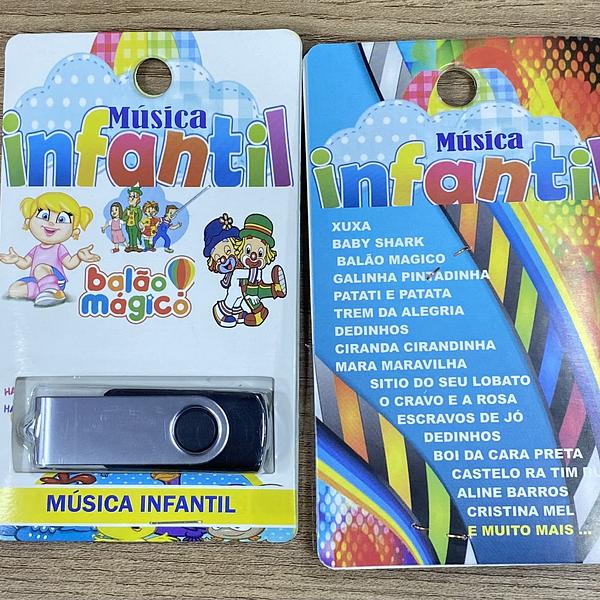 Música
infantil
balão
mágico
HA
HA
MÚSICA INFANTIL
Música
infantil
XUXA
BABY SHARK
BALÃO MAGICO
GALINHA PINTADINHA
PATATI E PATATA
TREM DA ALEGRIA
DEDINHOS
CIRANDA CIRANDINHA
MARA MARAVILHA
SITIO DO SEU LOBATO
O CRAVO E A ROSA
ESCRAVOS DE JÓ
DEDINHOS
BOI DA CARA PRETA
CASTELO RA TIM
ALINE BARROS
CRISTINA MEL
E MUITO MAIS ...